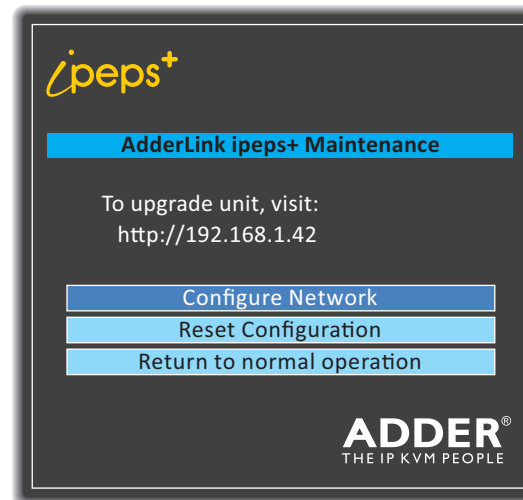 ipeps+
AdderLink ipeps+ Maintenance
To upgrade unit, visit:
http://192.168.1.42
Configure Network
Reset Configuration
Return to normal operation
ADDER®
THE IP KVM PEOPLE